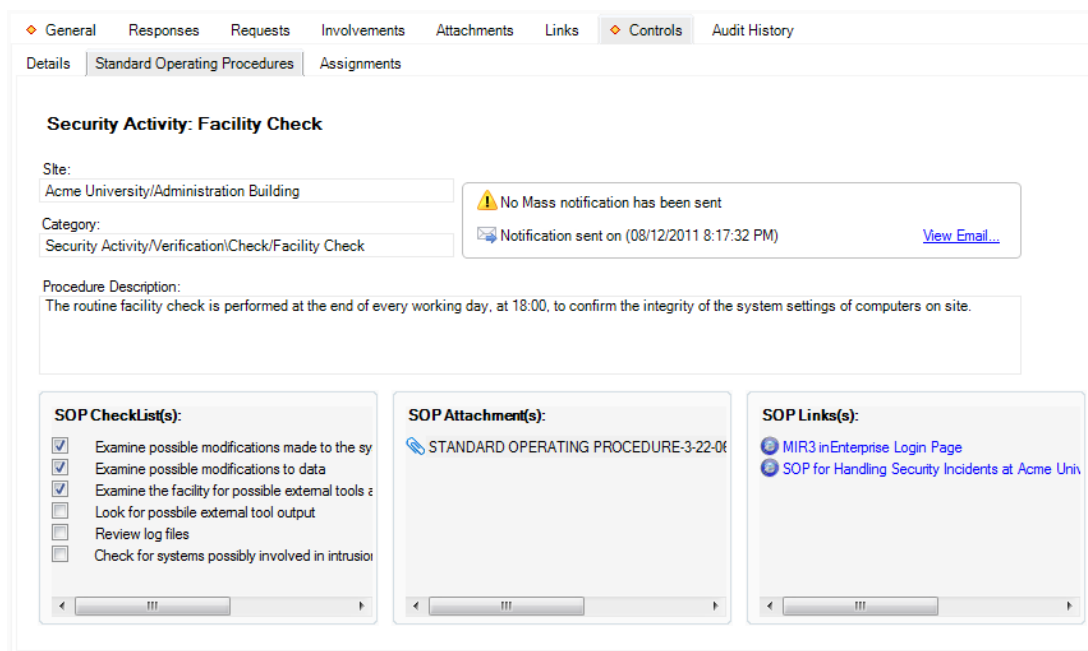 General Responses Requests Involvements Attachments Links Controls Audit History
Details Standard Operating Procedures Assignments
Security Activity: Facility Check
Site:
Acme University/Administration Building
No Mass notification has been sent
Category:
Notification sent on (08/12/2011 8:17:32 PM) View Email...
Security Activity/Verification\Check/Facility Check
Procedure Description:
The routine facility check is performed at the end of every working day, at 18:00, to confirm the integrity of the system settings of computers on site.
SOP CheckList(s):
Examine possible modifications made to the sy
Examine possible modifications to data
Examine the facility for possible external tools a
Look for possbile external tool output
Review log files
Check for systems possibly involved in intrusion
SOP Attachment(s):
STANDARD OPERATING PROCEDURE-3-22-06
SOP Links(s):
MIR3 inEnterprise Login Page
SOP for Handling Security Incidents at Acme Univ